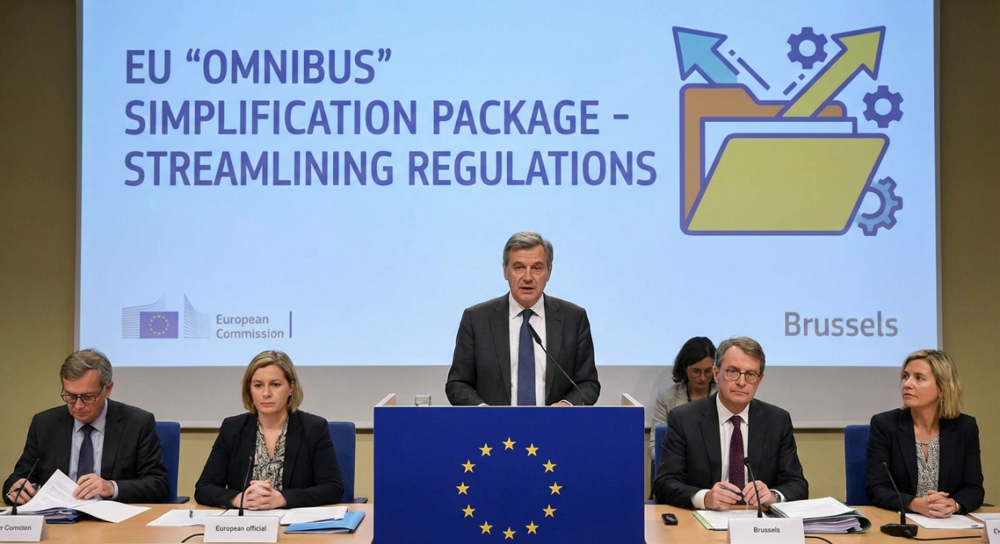 EU “OMNIBUS”
SIMPLIFICATION PACKAGE –
STREAMLINING REGULATIONS
European
Commission
Brussels
European official
Brussels